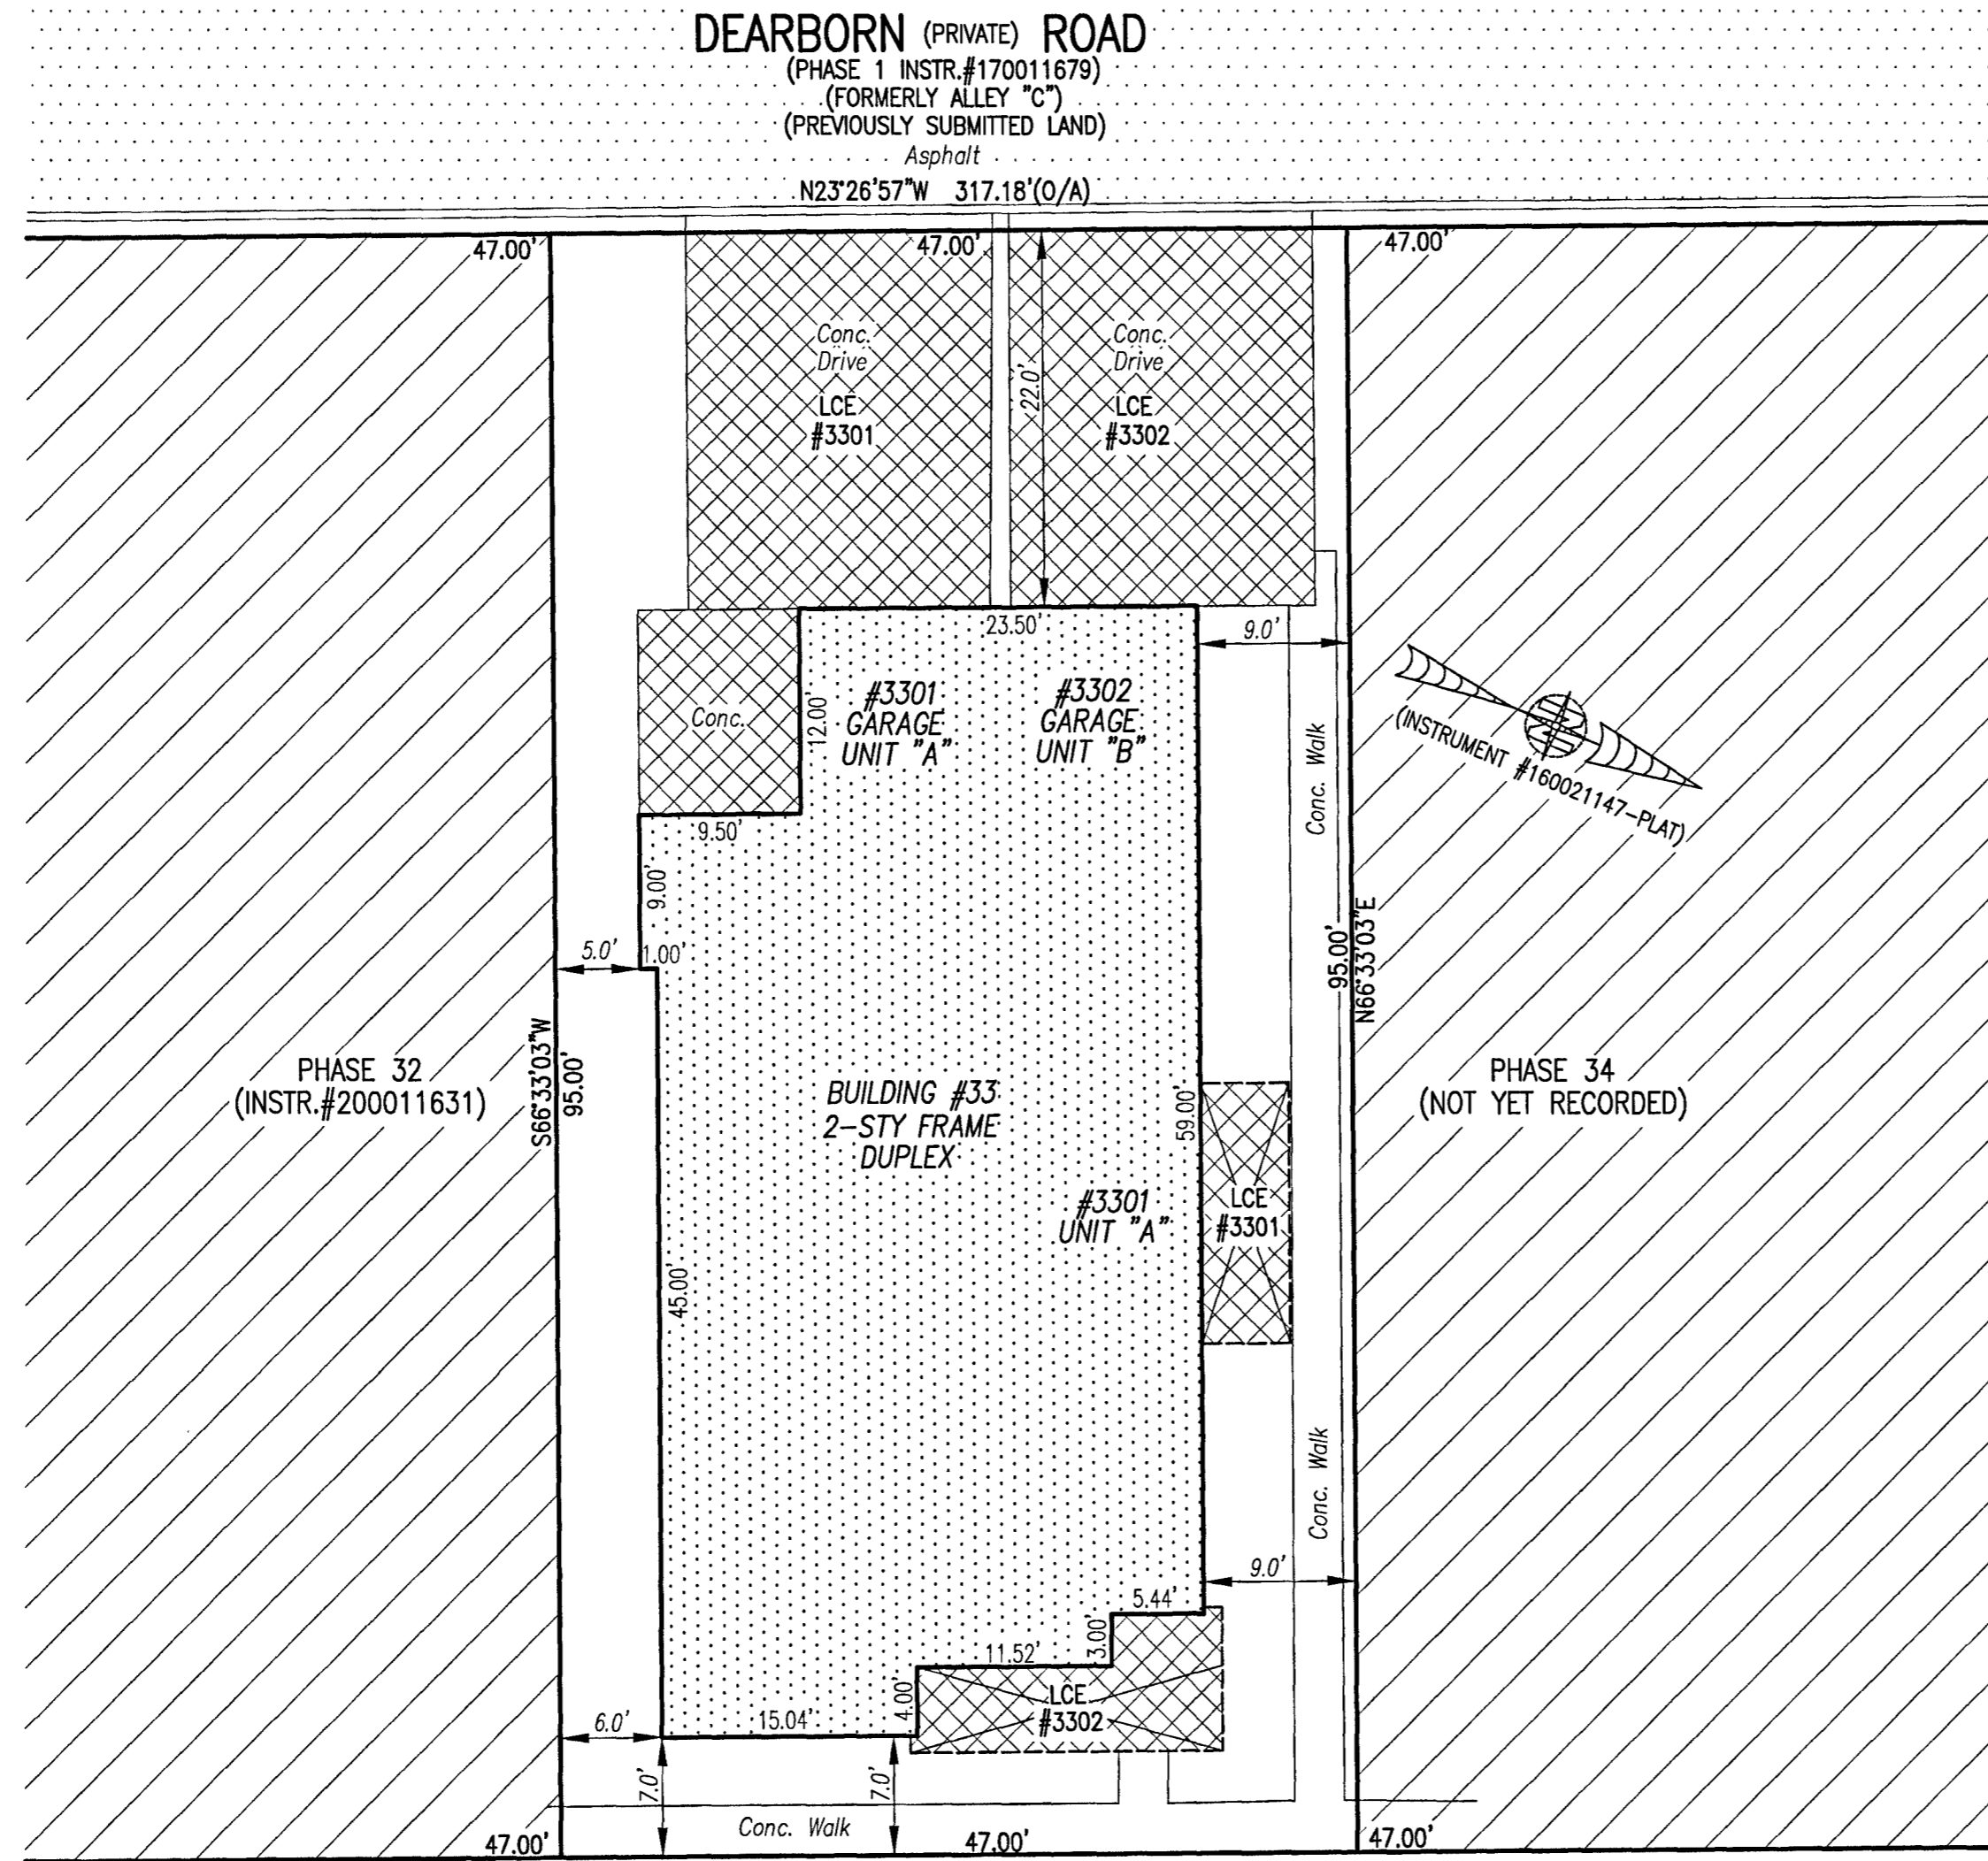 DEARBORN (PRIVATE) ROAD
(PHASE 1 INSTR.#170011679)
(FORMERLY ALLEY "C")
(PREVIOUSLY SUBMITTED LAND)
Asphalt
N23°26'57"W 317.18'(O/A)
47.00'
47.00'
47.00'
Conc.
Drive
LCE
#3301
22.0'
Conc.
Drive
LCE
#3302
23.50'
9.0'
Conc.
12.00'
#3301
GARAGE
UNIT "A"
#3302
GARAGE
UNIT "B"
Conc. Walk
(INSTRUMENT #160021147-PLAT)
9.50'
9.00'
5.0'
1.00'
95.00'
N66°33'03"E
S66°33'03"W
95.00'
PHASE 32
(INSTR.#200011631)
BUILDING #33
2-STY FRAME
DUPLEX
59.00'
PHASE 34
(NOT YET RECORDED)
#3301
UNIT "A"
LCE
#3301
45.00'
Conc. Walk
9.0'
5.44'
3.00'
11.52'
4.00'
LCE
#3302
6.0'
15.04'
7.0'
7.0'
Conc. Walk
47.00'
47.00'
47.00'